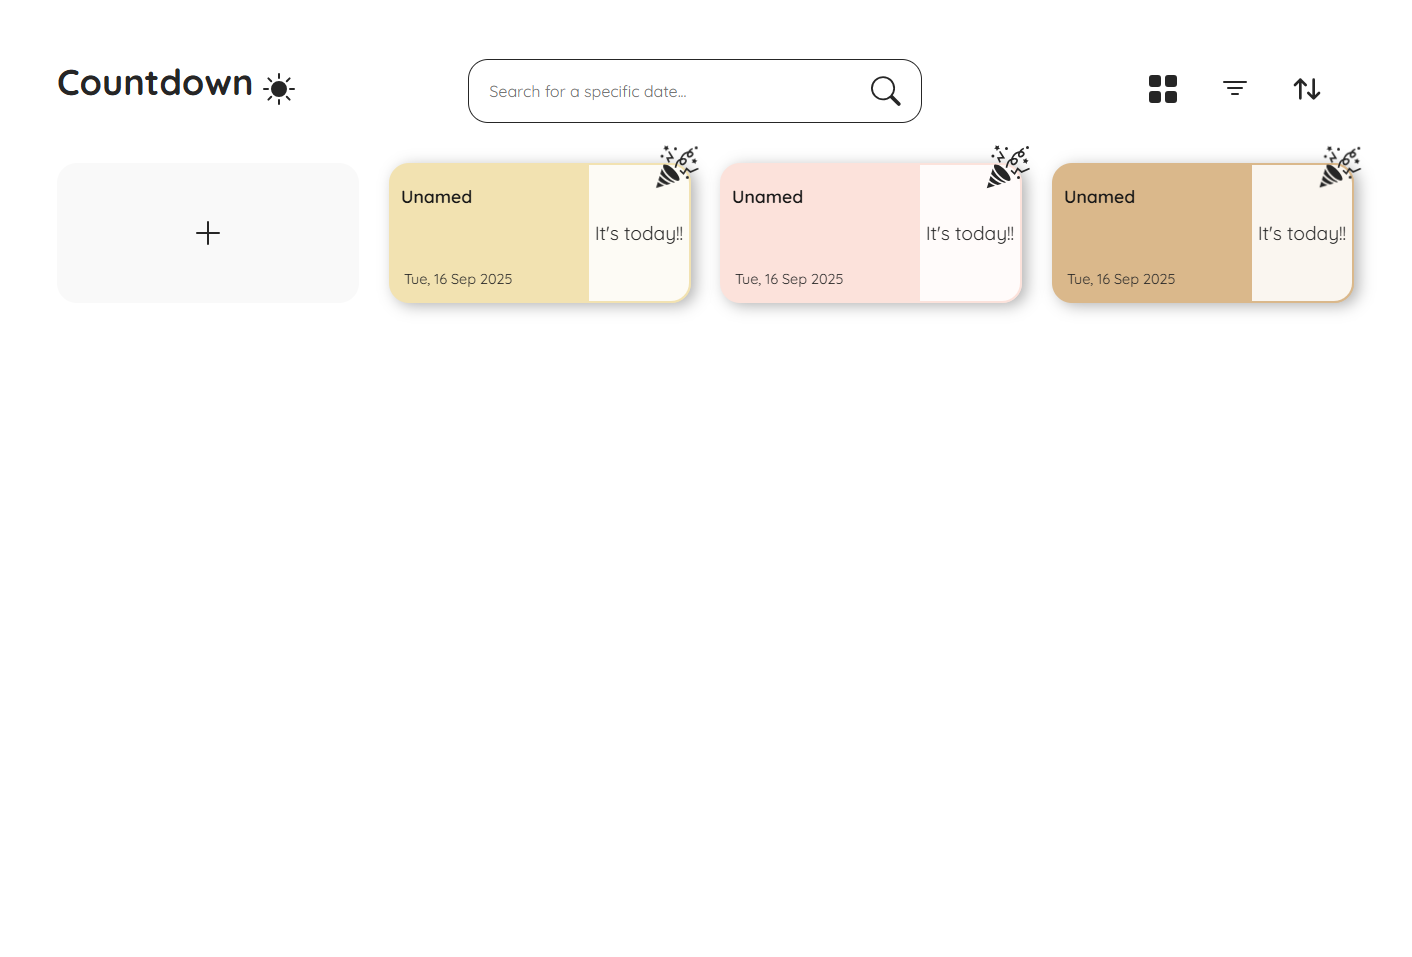 Countdown
Search for a specific date...
Unamed
It's today!!
Tue, 16 Sep 2025
Unamed
It's today!!
Tue, 16 Sep 2025
Unamed
It's today!!
Tue, 16 Sep 2025